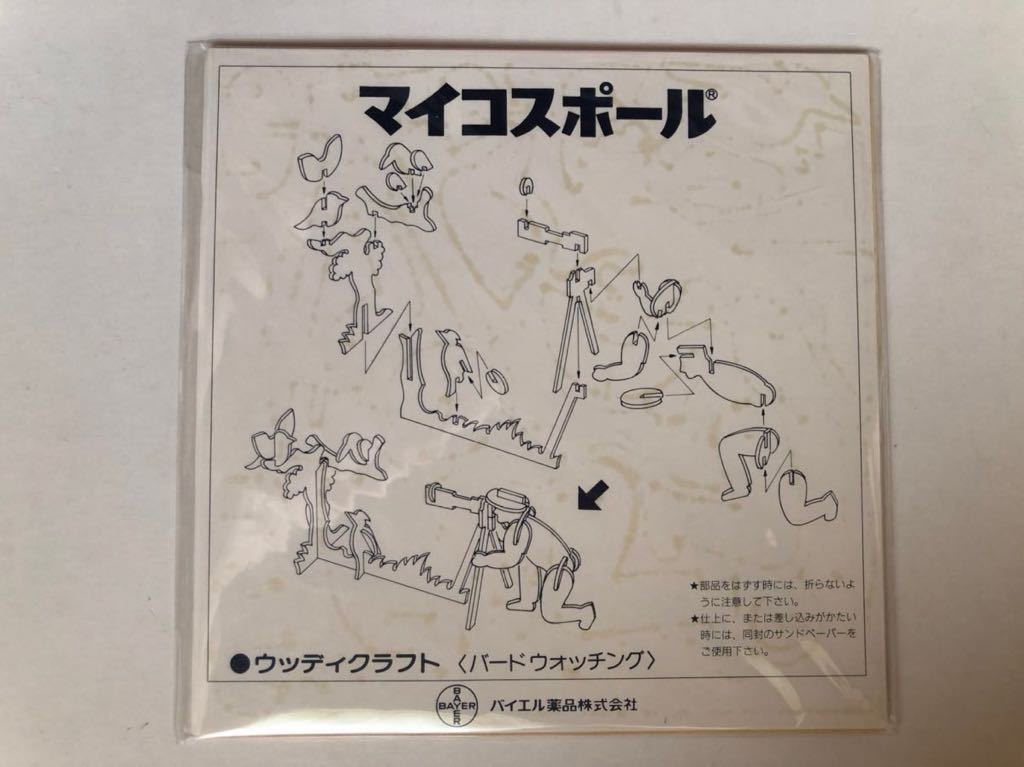 マイコスポール®
★部品をはずす時には、折らないよ
うに注意して下さい。
★仕上に、または差し込みがかたい
時には、同封のサンドペーパーを
ご使用下さい。
●ウッディクラフト 〈バードウオッチング〉
BAYER BAYER バイエル薬品株式会社